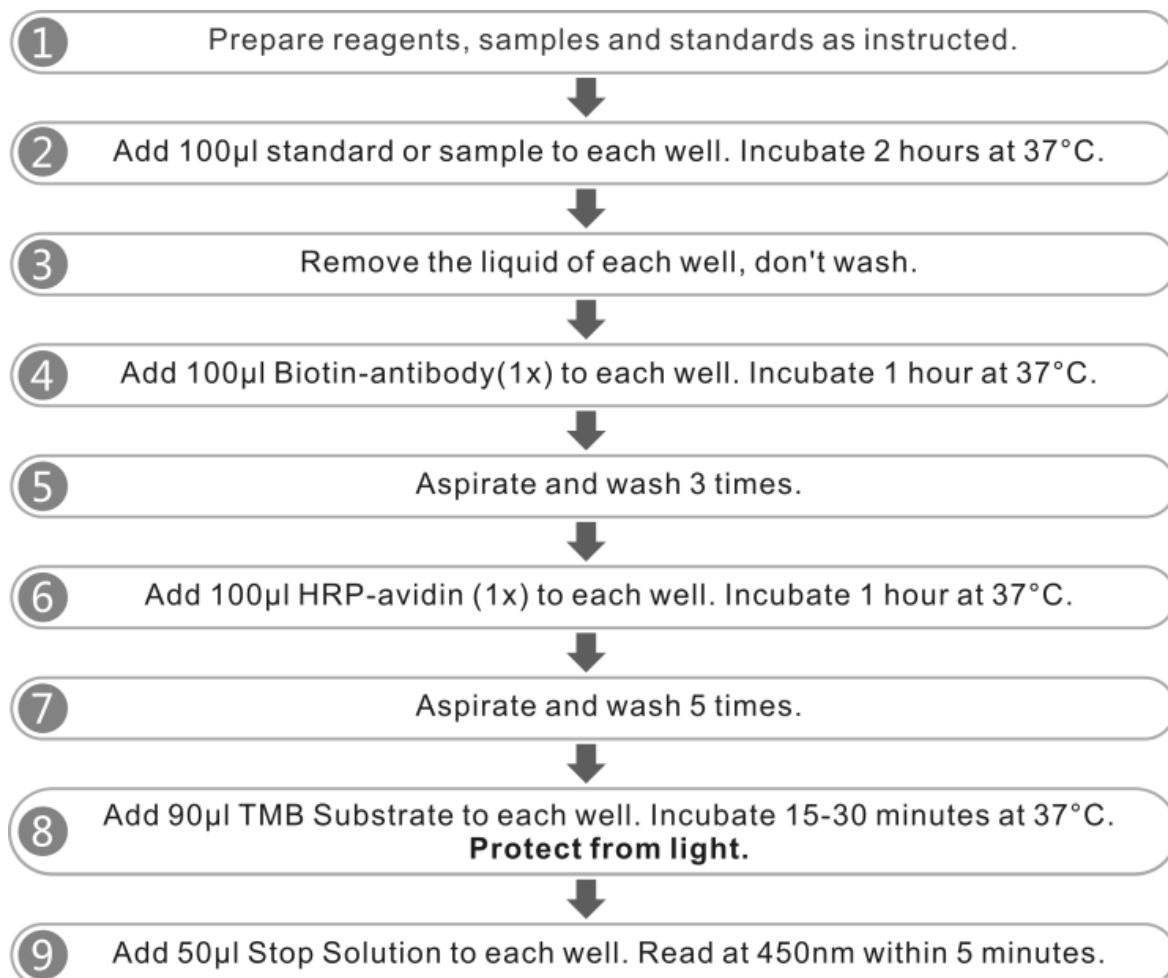 1 Prepare reagents, samples and standards as instructed.
2 Add 100μl standard or sample to each well. Incubate 2 hours at 37°C.
3 Remove the liquid of each well, don't wash.
4 Add 100μl Biotin-antibody(1x) to each well. Incubate 1 hour at 37°C.
5 Aspirate and wash 3 times.
6 Add 100μl HRP-avidin (1x) to each well. Incubate 1 hour at 37°C.
7 Aspirate and wash 5 times.
8 Add 90μl TMB Substrate to each well. Incubate 15-30 minutes at 37°C.
Protect from light.
9 Add 50μl Stop Solution to each well. Read at 450nm within 5 minutes.